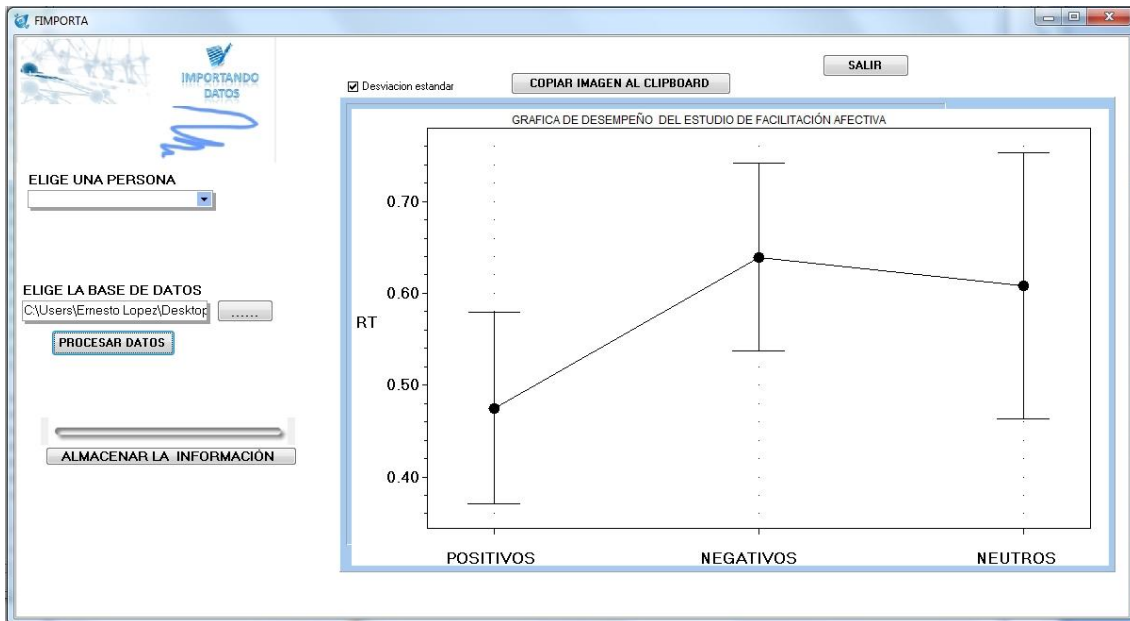 FIMPORTA
IMPORTANDO
DATOS
SALIR
Desviacion estandar
COPIAR IMAGEN AL CLIPBOARD
GRAFICA DE DESEMPEÑO DEL ESTUDIO DE FACILITACIÓN AFECTIVA
ELIGE UNA PERSONA
ELIGE LA BASE DE DATOS
C:\Users\Ernesto Lopez\Desktop
......
PROCESAR DATOS
ALMACENAR LA INFORMACIÓN
0.70
0.60
RT
0.50
0.40
POSITIVOS NEGATIVOS NEUTROS